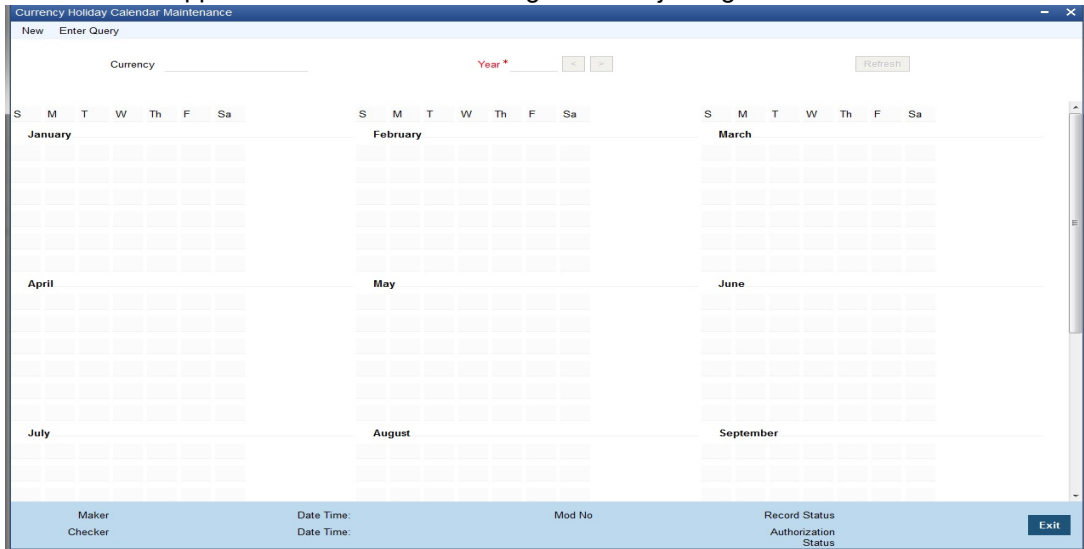 Currency Holiday Calendar Maintenance
New Enter Query
Currency Year * < > Refresh
S M T W Th F Sa S M T W Th F Sa S M T W Th F Sa
January February March
April May June
July August September
Maker Date Time: Mod No Record Status
Checker Date Time: Authorization
Status
Exit